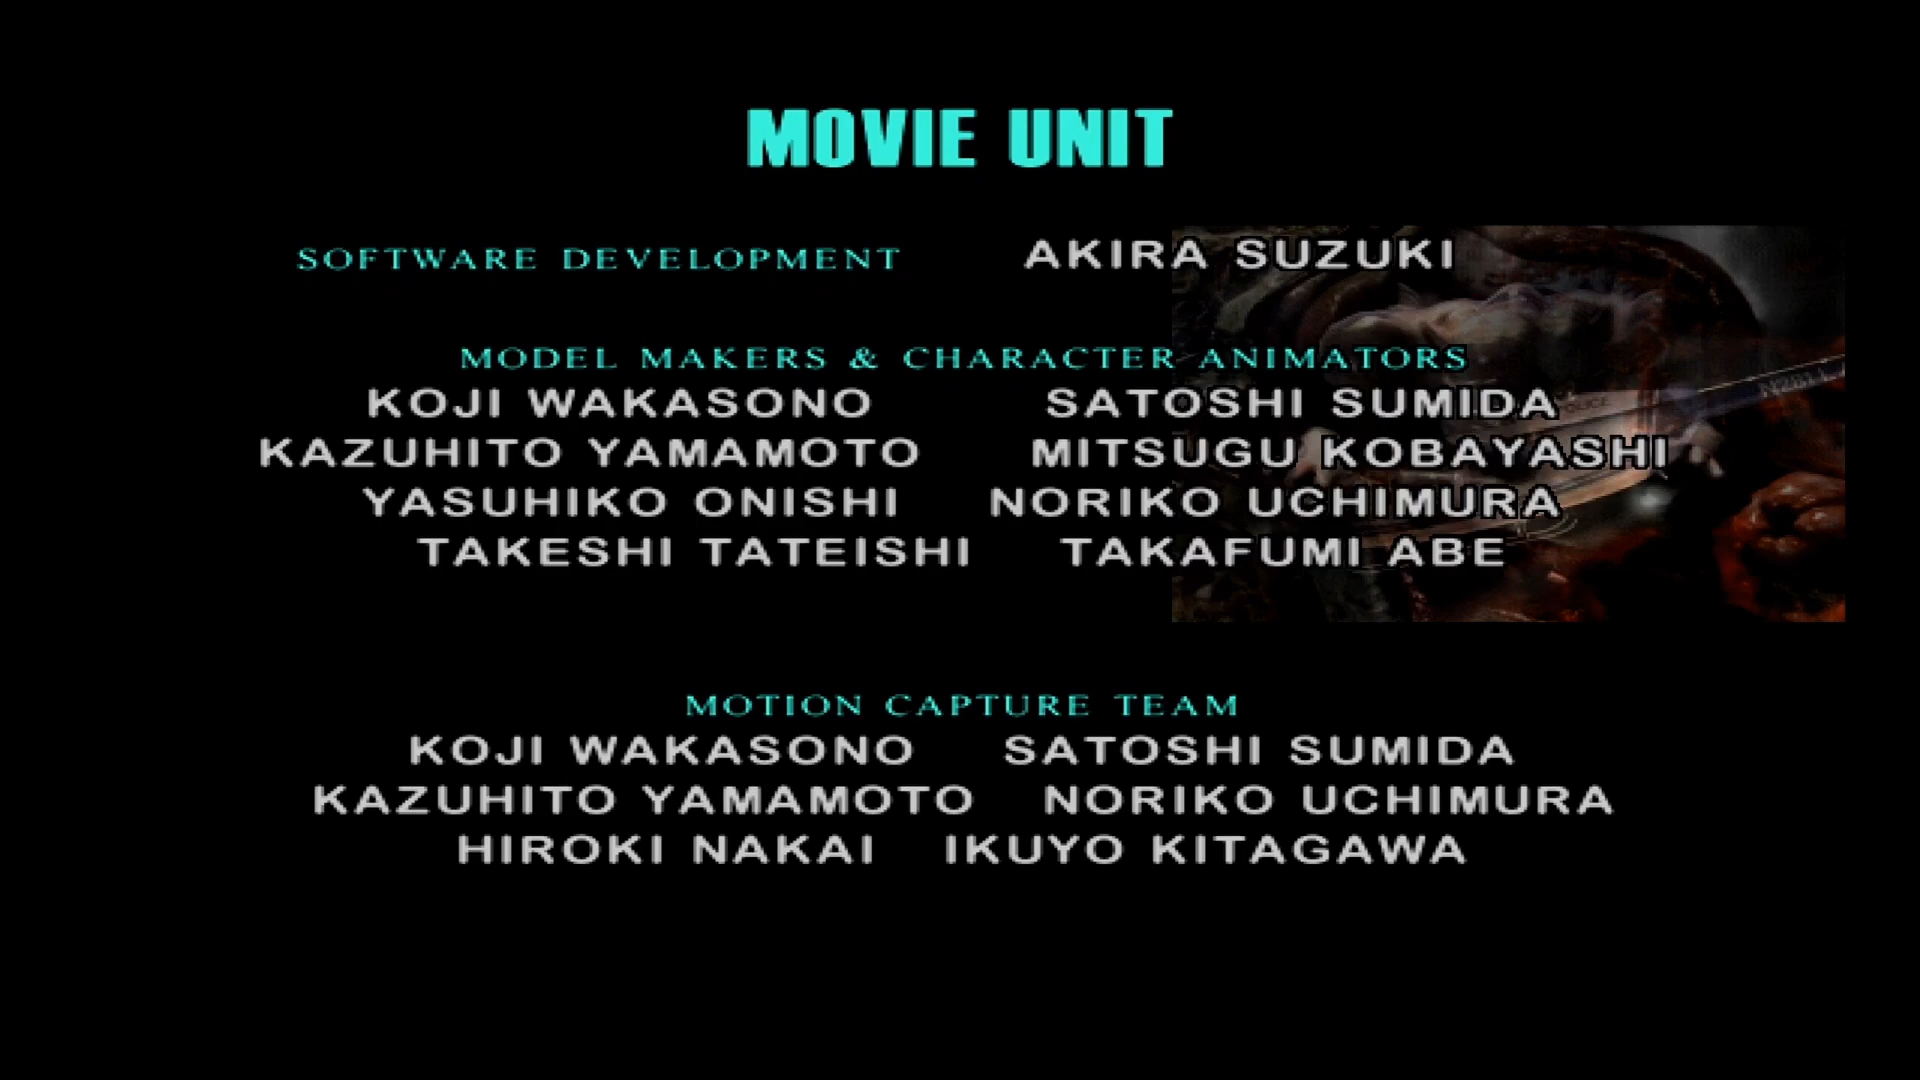 MOVIE UNIT
SOFTWARE DEVELOPMENT AKIRA SUZUKI
MODEL MAKERS & CHARACTER ANIMATORS
KOJI WAKASONO SATOSHI SUMIDA
KAZUHITO YAMAMOTO MITSUGU KOBAYASHI
YASUHIKO ONISHI NORIKO UCHIMURA
TAKESHI TATEISHI TAKAFUMI ABE
MOTION CAPTURE TEAM
KOJI WAKASONO SATOSHI SUMIDA
KAZUHITO YAMAMOTO NORIKO UCHIMURA
HIROKI NAKAI IKUYO KITAGAWA